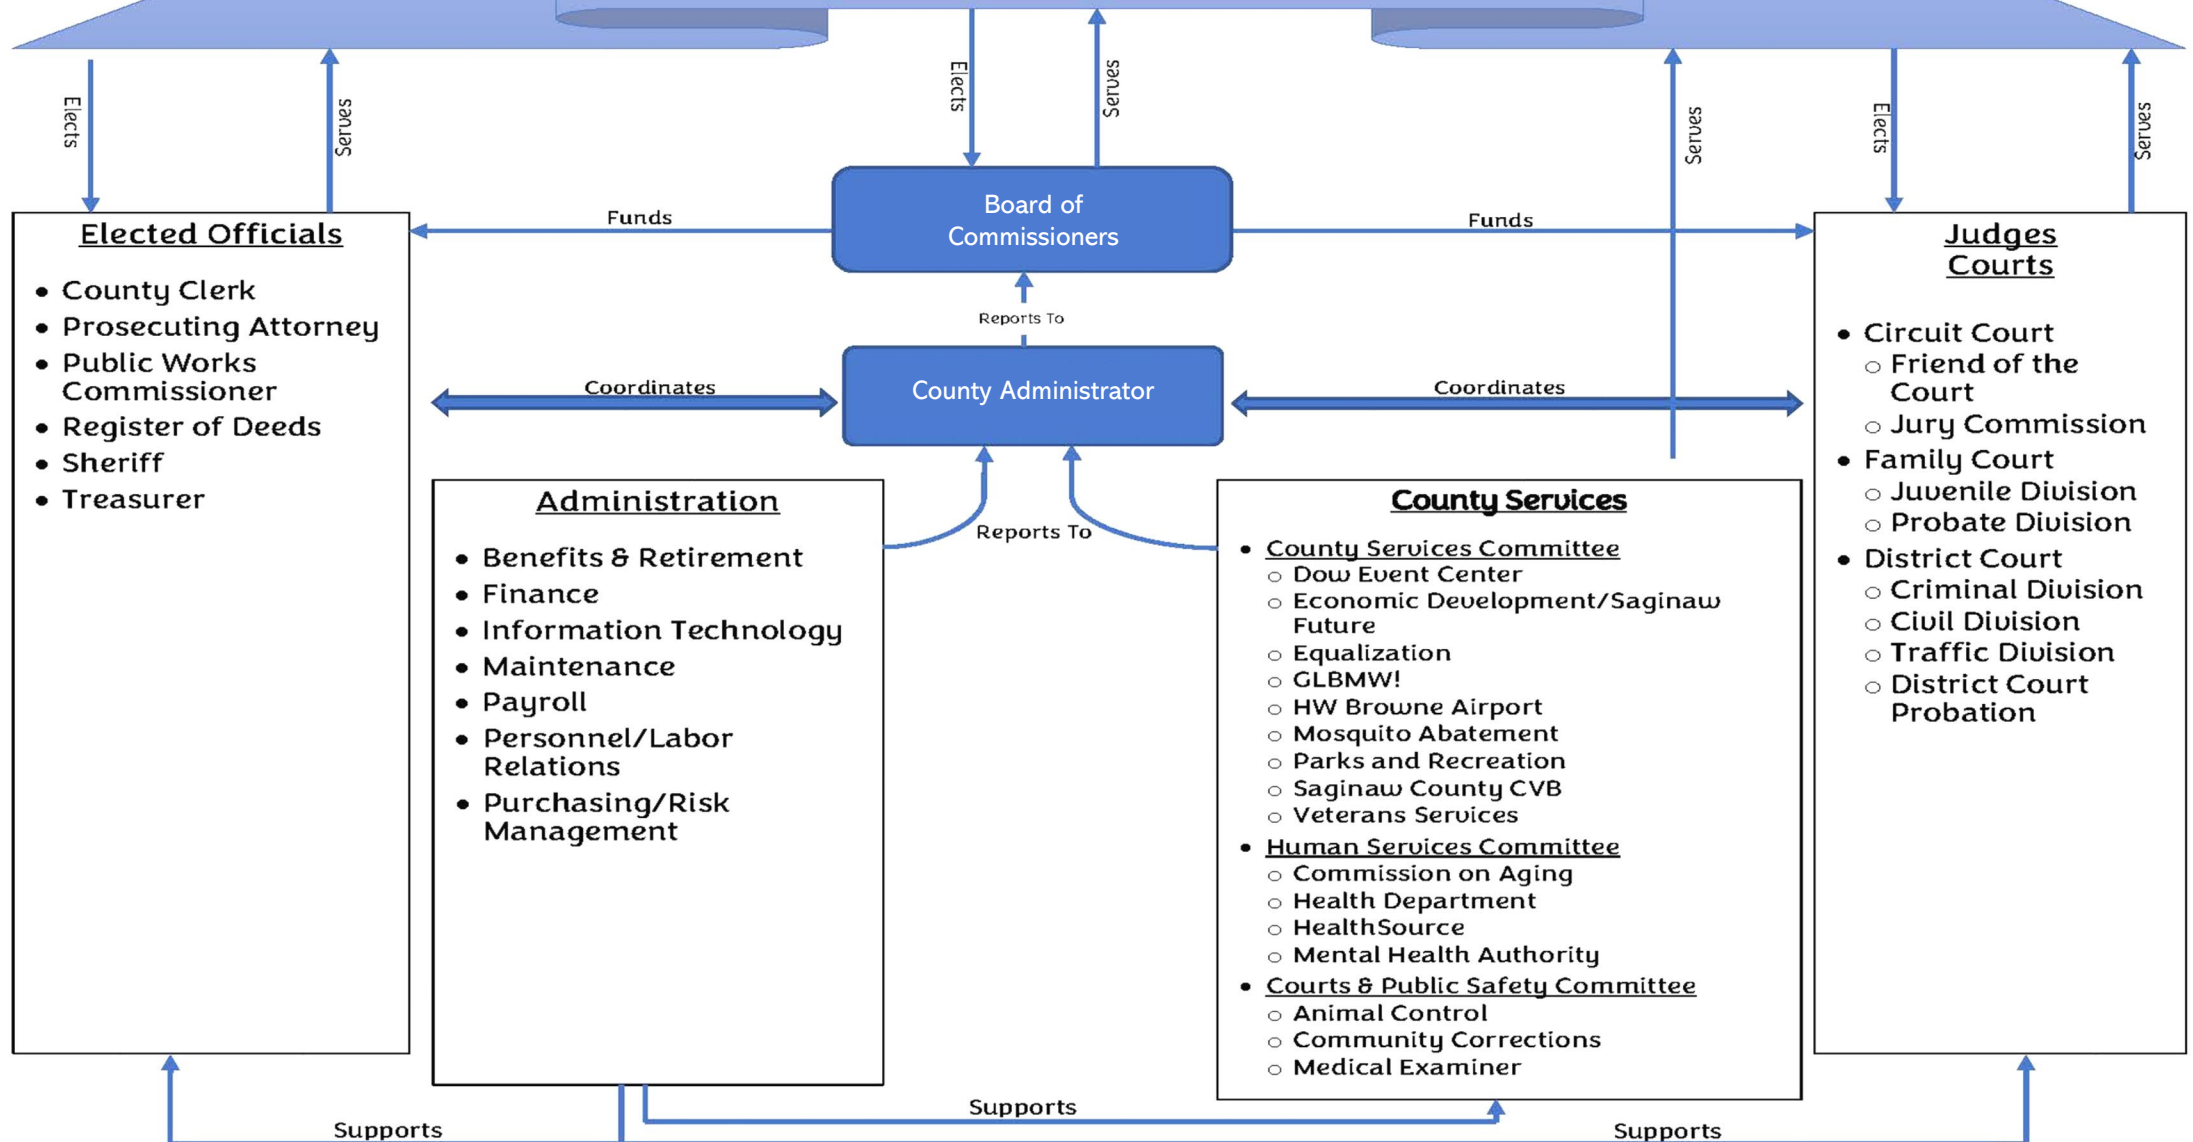 Elects
Serves
Elects
Serves
Serves
Elects
Serves
Board of
Commissioners
Funds
Funds
Reports To
County Administrator
Coordinates
Coordinates
Reports To
Elected Officials
• County Clerk
• Prosecuting Attorney
• Public Works
Commissioner
• Register of Deeds
• Sheriff
• Treasurer
Administration
• Benefits & Retirement
• Finance
• Information Technology
• Maintenance
• Payroll
• Personnel/Labor
Relations
• Purchasing/Risk
Management
County Services
• County Services Committee
○ Dow Event Center
○ Economic Development/Saginaw
Future
○ Equalization
○ GLBMW!
○ HW Browne Airport
○ Mosquito Abatement
○ Parks and Recreation
○ Saginaw County CVB
○ Veterans Services
• Human Services Committee
○ Commission on Aging
○ Health Department
○ HealthSource
○ Mental Health Authority
• Courts & Public Safety Committee
○ Animal Control
○ Community Corrections
○ Medical Examiner
Judges
Courts
• Circuit Court
○ Friend of the
Court
○ Jury Commission
• Family Court
○ Juvenile Division
○ Probate Division
• District Court
○ Criminal Division
○ Civil Division
○ Traffic Division
○ District Court
Probation
Supports
Supports
Supports